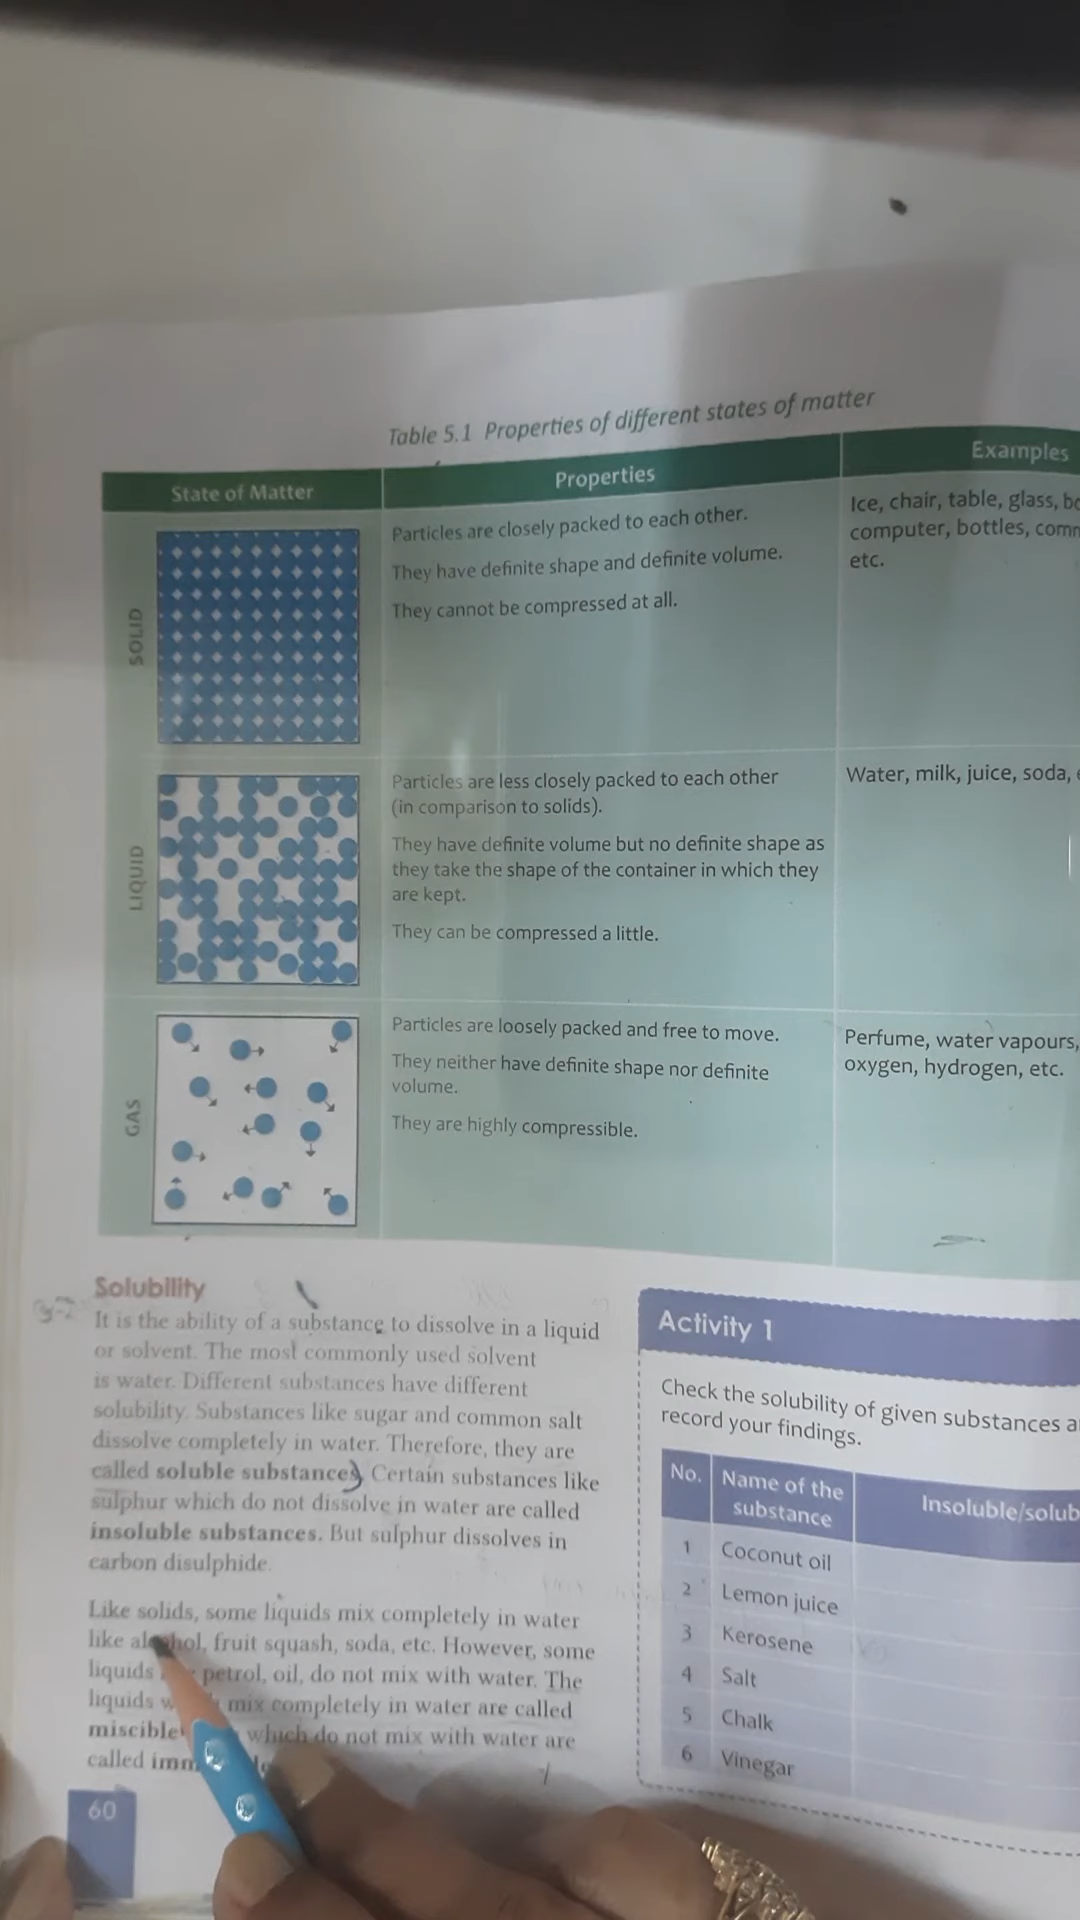 Table 5.1 Properties of different states of matter
State of Matter
Properties
Examples
SOLID
Particles are closely packed to each other.
They have definite shape and definite volume.
They cannot be compressed at all.
Ice, chair, table, glass,
computer, bottles,
etc.
LIQUID
Particles are less closely packed to each other
(in comparison to solids).
They have definite volume but no definite shape as
they take the shape of the container in which they
are kept.
They can be compressed a little.
Water, milk, juice, soda,
GAS
Particles are loosely packed and free to move.
They neither have definite shape nor definite
volume.
They are highly compressible.
Perfume, water vapours,
oxygen, hydrogen, etc.
Solubility
It is the ability of a substance to dissolve in a liquid
or solvent. The most commonly used solvent
is water. Different substances have different
solubility. Substances like sugar and common salt
dissolve completely in water. Therefore, they are
called soluble substances. Certain substances like
sulphur which do not dissolve in water are called
insoluble substances. But sulphur dissolves in
carbon disulphide.
Like solids, some liquids mix completely in water
like fruit squash, soda, etc. However, some
liquids petrol, oil, do not mix with water. The
liquids mix completely in water are called
miscible which do not mix with water are
called
60
Activity 1
Check the solubility of given substances
record your findings.
No.
Name of the
substance
Insoluble/solub
1 Coconut oil
2 Lemon juice
3 Kerosene
4 Salt
5 Chalk
6 Vinegar